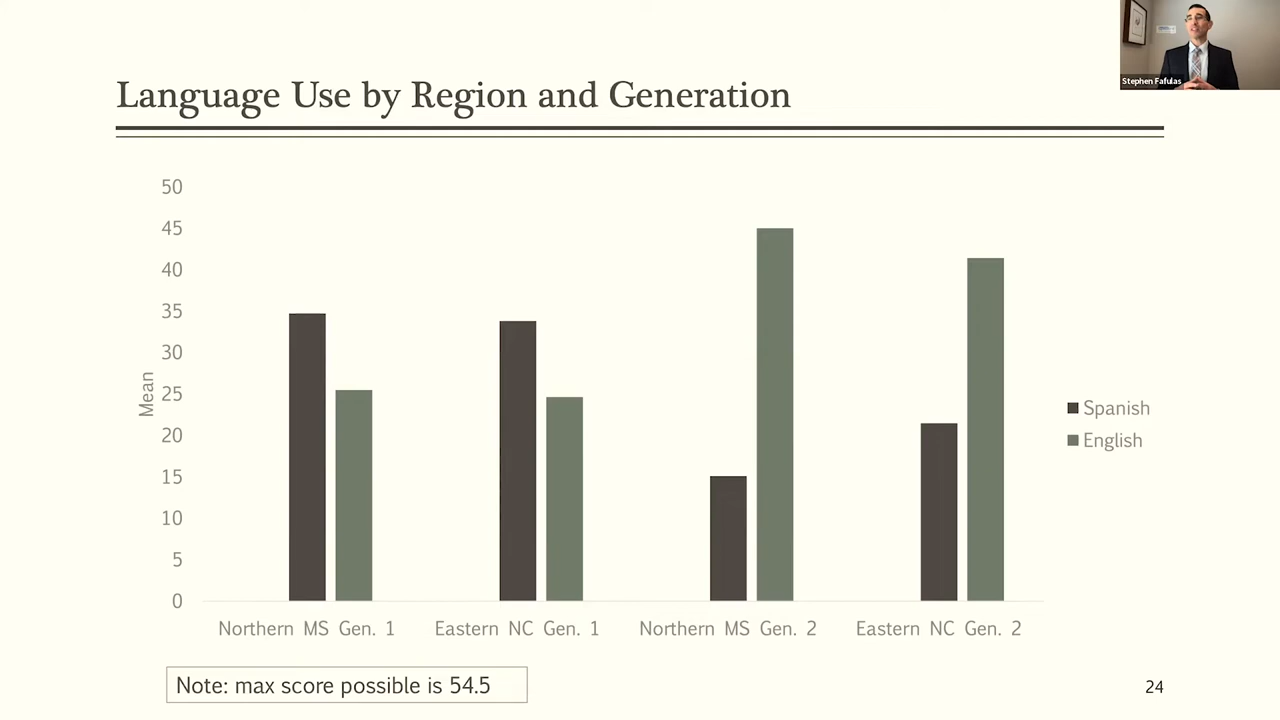 Stephen Fafulas
Language Use by Region and Generation
50
45
40
35
30
25
20
15
10
5
0
Mean
Northern MS Gen. 1
Eastern NC Gen. 1
Northern MS Gen. 2
Eastern NC Gen. 2
Spanish
English
Note: max score possible is 54.5
24